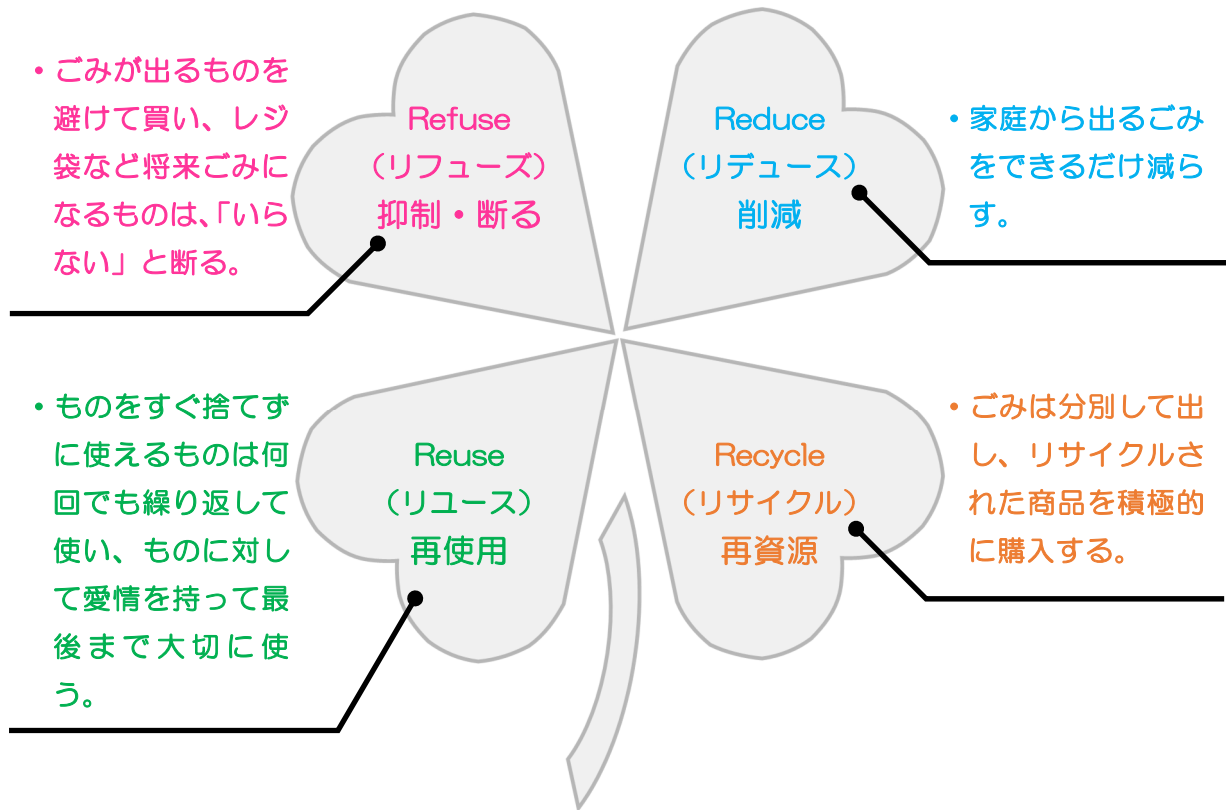 ・ごみが出るものを
避けて買い、レジ
袋など将来ごみに
なるものは、「いら
ない」と断る。
Refuse
(リフューズ)
抑制・断る
Reduce
(リデュース)
削減
・家庭から出るごみ
をできるだけ減ら
す。
・ものをすぐ捨てず
に使えるものは何
回でも繰り返して
使い、ものに対し
て愛情を持って最
後まで大切に使
う。
Reuse
(リユース)
再使用
Recycle
(リサイクル)
再資源
・ごみは分別して出
し、リサイクルさ
れた商品を積極的
に購入する。